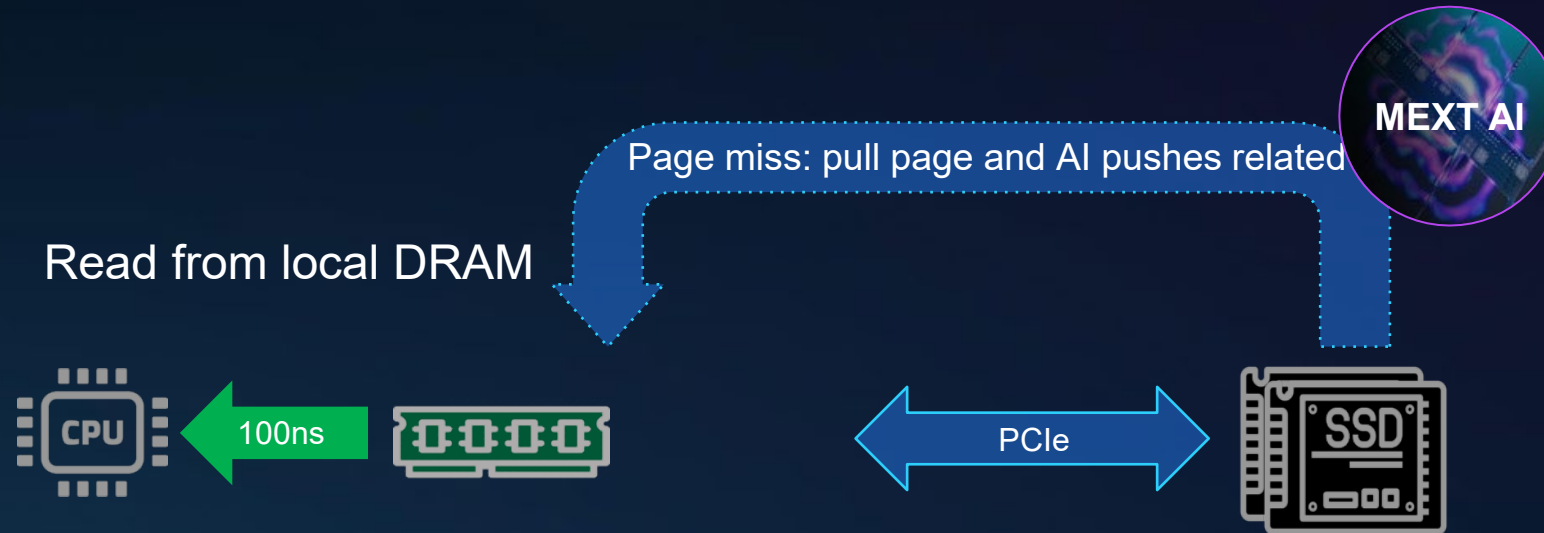 MEXT AI
Page miss: pull page and AI pushes related
Read from local DRAM
CPU
100ns
PCIe
SSD